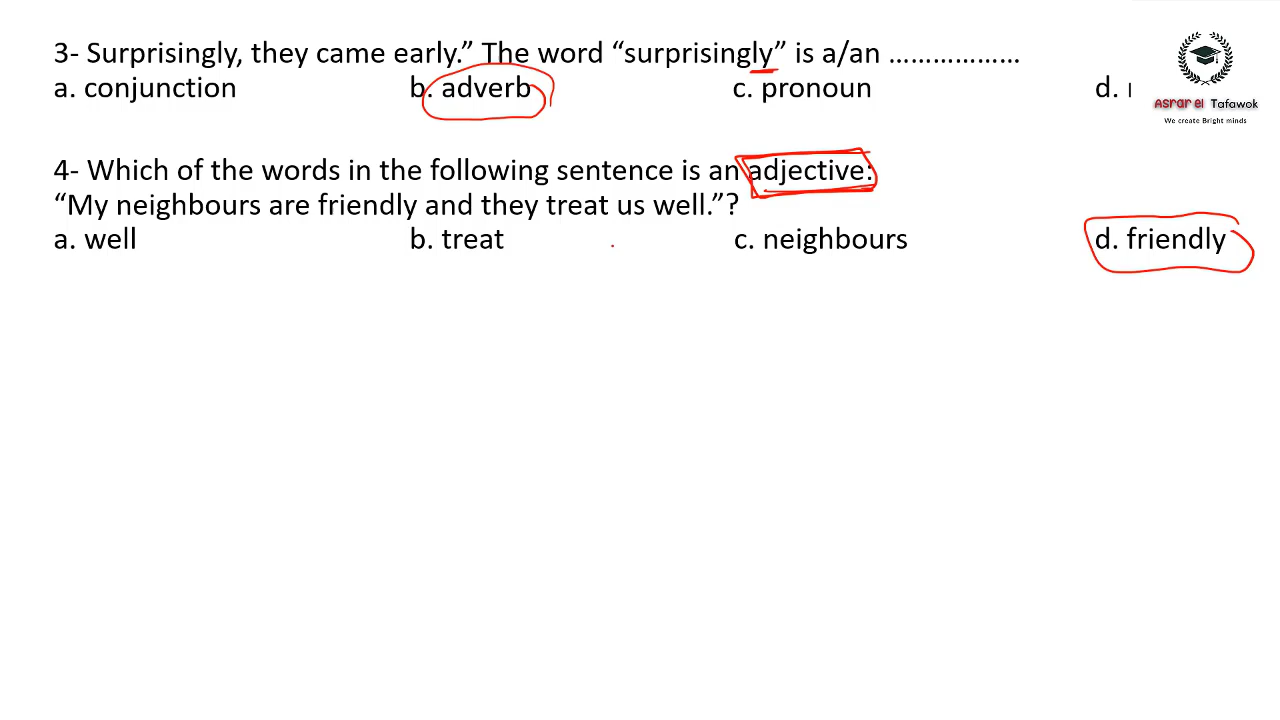 3- Surprisingly, they came early.” The word “surprisingly” is a/an ………………
a. conjunction b. adverb c. pronoun d.
Asrar el Tafawok
We create Bright minds
4- Which of the words in the following sentence is an adjective:
“My neighbours are friendly and they treat us well.”?
a. well b. treat c. neighbours d. friendly